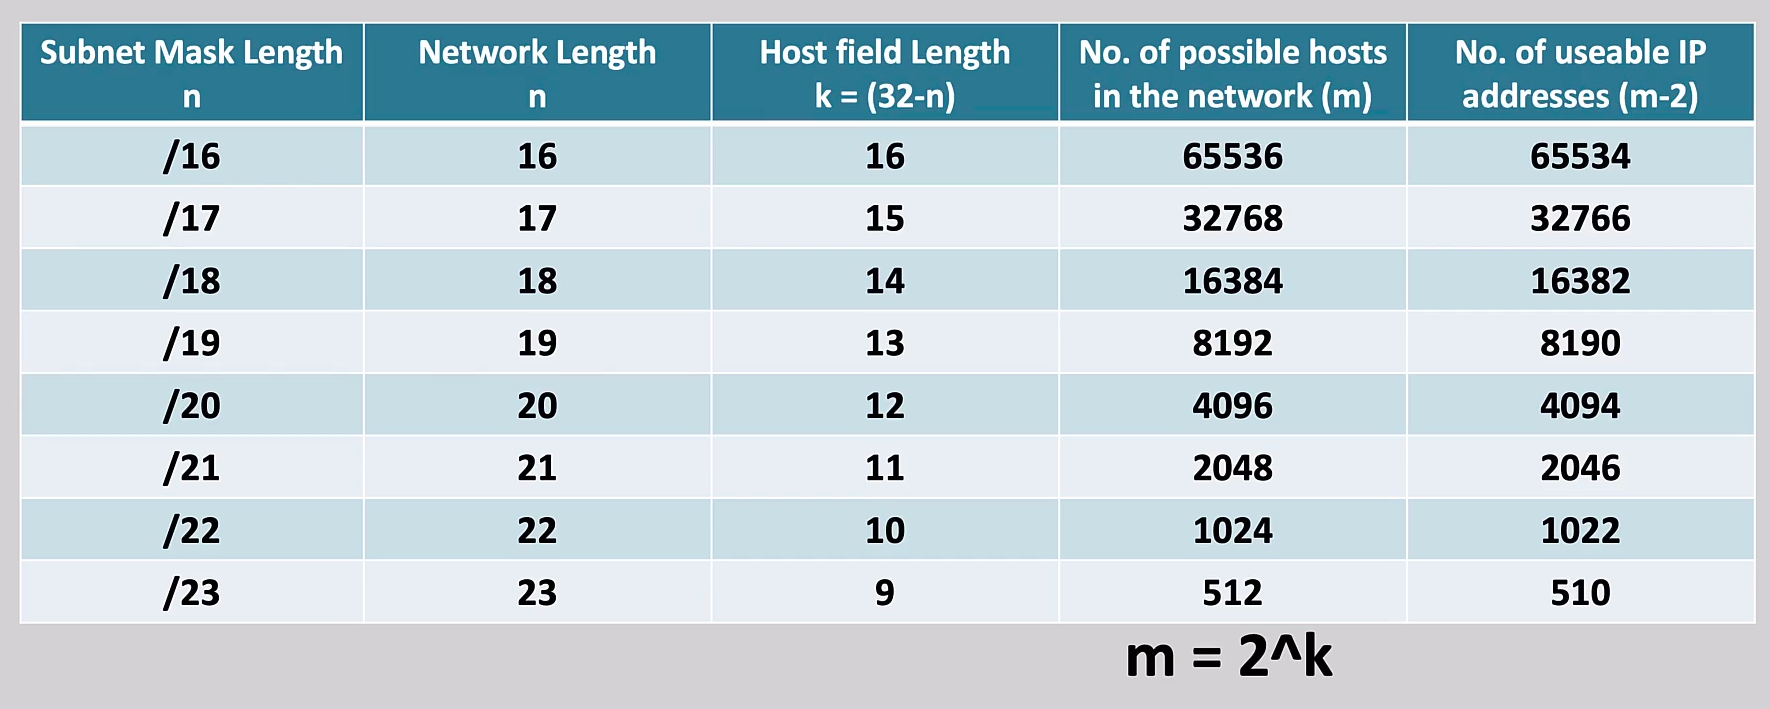 Subnet Mask Length n | Network Length n | Host field Length k = (32-n) | No. of possible hosts in the network (m) | No. of useable IP addresses (m-2)
/16 | 16 | 16 | 65536 | 65534
/17 | 17 | 15 | 32768 | 32766
/18 | 18 | 14 | 16384 | 16382
/19 | 19 | 13 | 8192 | 8190
/20 | 20 | 12 | 4096 | 4094
/21 | 21 | 11 | 2048 | 2046
/22 | 22 | 10 | 1024 | 1022
/23 | 23 | 9 | 512 | 510
m = 2^k